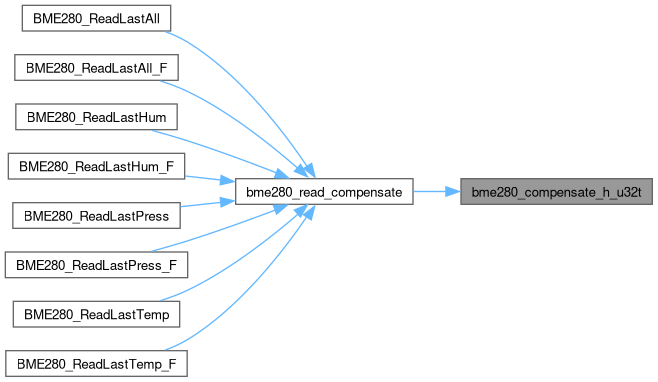 BME280_ReadLastAll
BME280_ReadLastAll_F
BME280_ReadLastHum
BME280_ReadLastHum_F
bme280_read_compensate
bme280_compensate_h_u32t
BME280_ReadLastPress
BME280_ReadLastPress_F
BME280_ReadLastTemp
BME280_ReadLastTemp_F